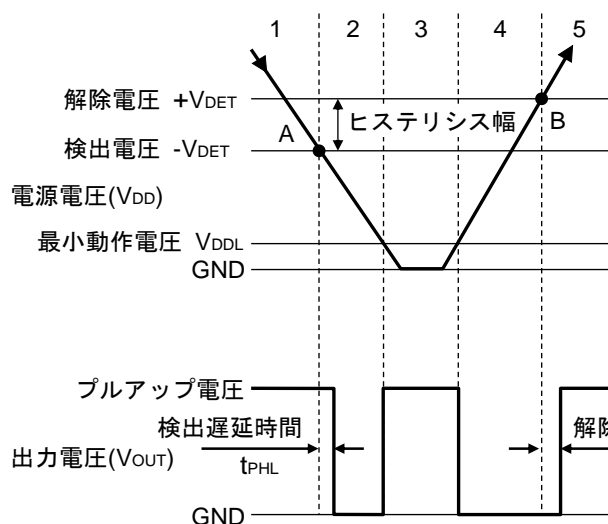 1 2 3 4 5
解除電圧 +VDET
ヒステリシス幅
A
B
検出電圧 -VDET
電源電圧(VDD)
最小動作電圧 VDDL
GND
プルアップ電圧
検出遅延時間
解除
出力電圧(VOUT)
tPHL
GND